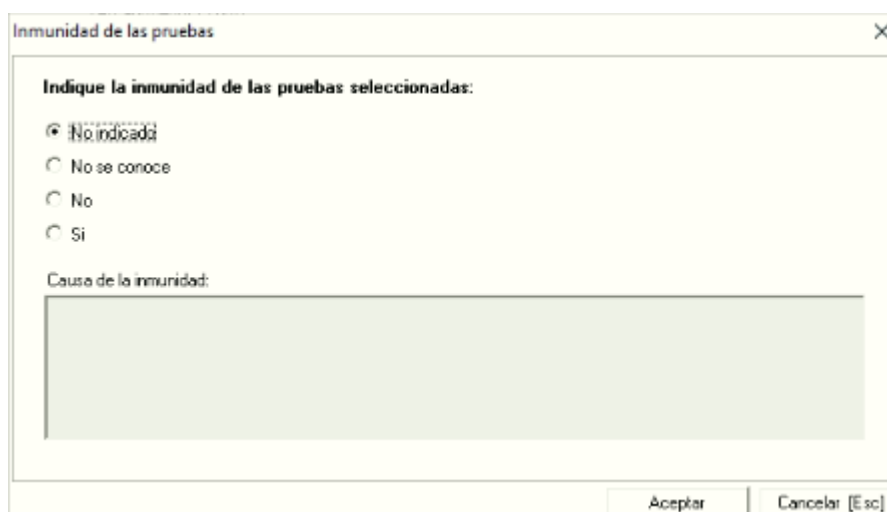 Inmunidad de las pruebas
Indique la inmunidad de las pruebas seleccionadas:
No indicado
No se conoce
No
Si
Causa de la inmunidad:
Aceptar
Cancelar [Esc]